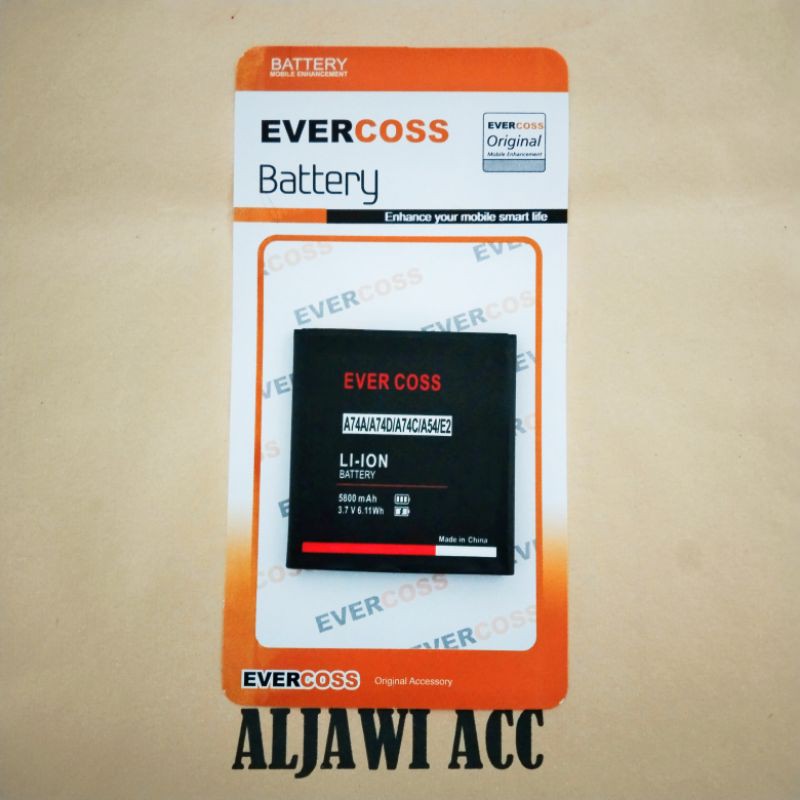 BATTERY
MOBILE ENHANCEMENT
EVERCOSS
Battery
EVERCOSS
Original
Mobile Enhancement
Enhance your mobile smart life
COSS
EVERCOSS
EVERCOSS
EVER COSS
A74A/A74D/A74C/A54/E2
LI-ION
BATTERY
5800 mAh
3.7 V 6.11Wh
Made in China
EVERCOSS
EVERCOSS
EVERCOSS
Original Accessory
ALJAWI ACC